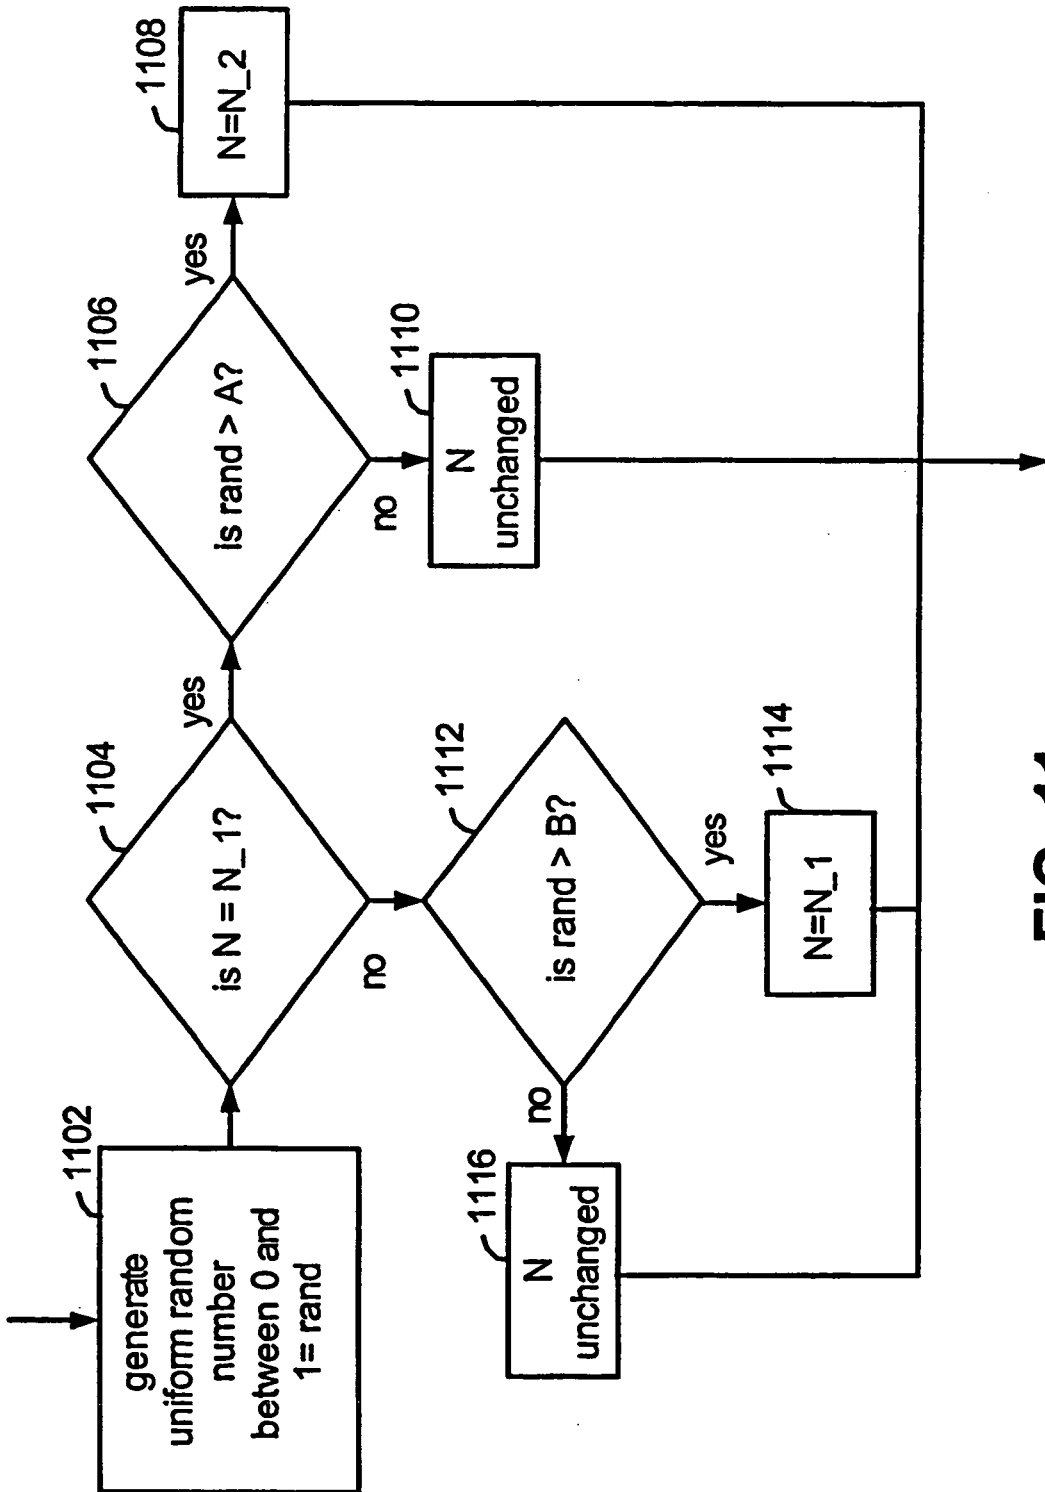 1102
generate
uniform random
number
between 0 and
1= rand
1104
is N = N_1?
yes
no
1106
is rand > A?
yes
no
1108
N=N_2
1110
N
unchanged
1112
is rand > B?
no
yes
1116
N
unchanged
1114
N=N_1